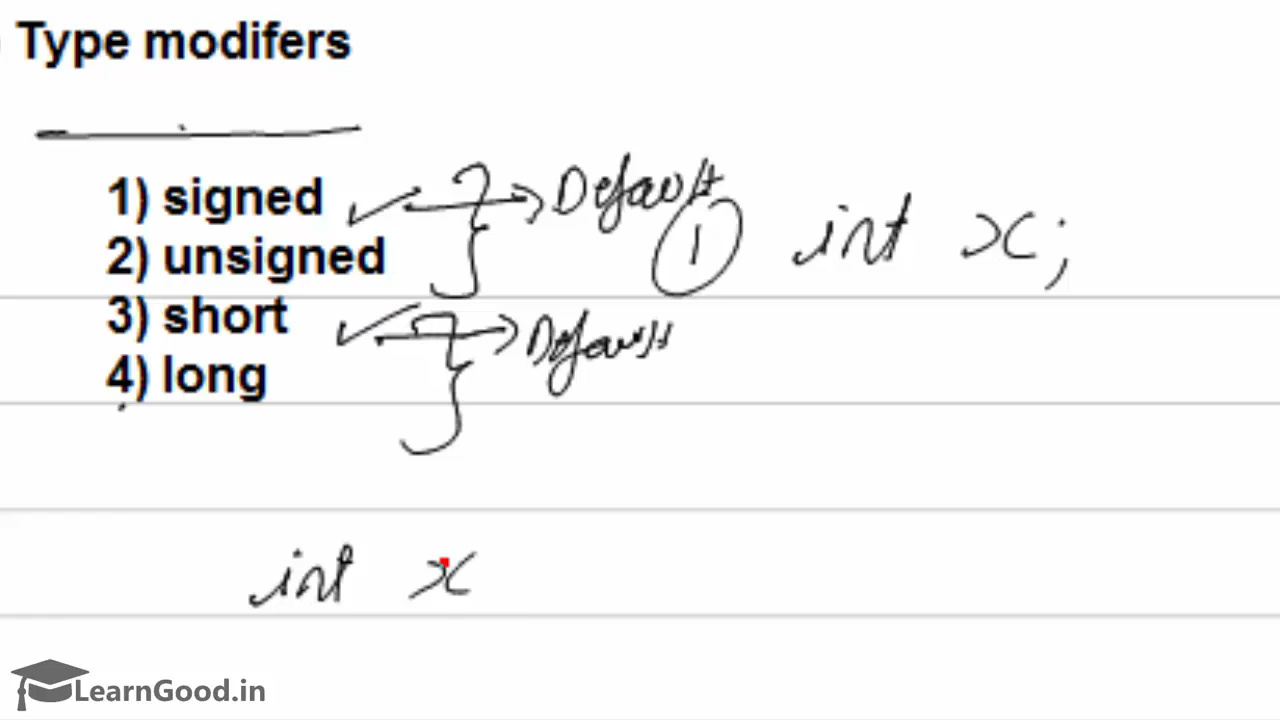 Type modifers
1) signed Default
2) unsigned 1 int x;
3) short Default
4) long
int x
LearnGood.in